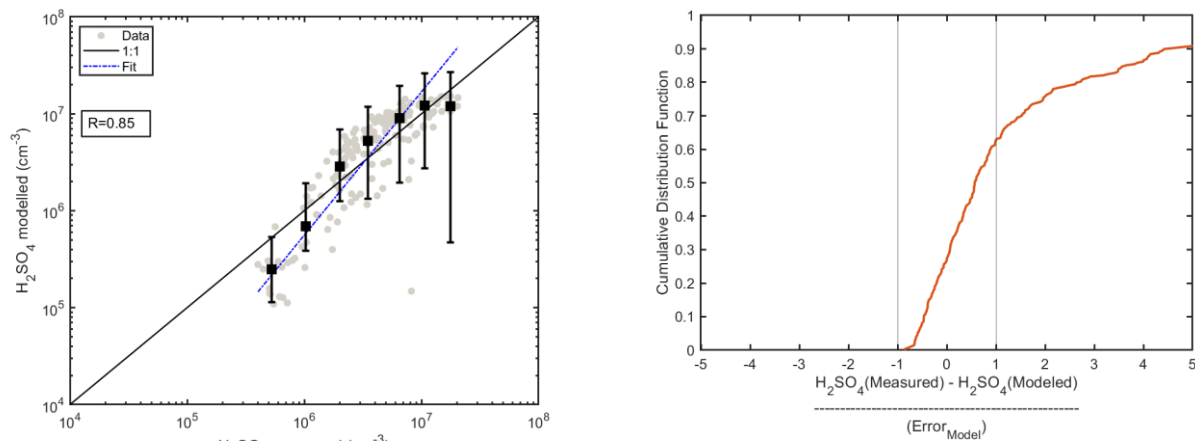 10^8
10^7
10^6
10^5
10^4
H_2SO_4 modelled (cm^-3)
Data
1:1
Fit
R=0.85
10^4 10^5 10^6 10^7 10^8
1
0.9
0.8
0.7
0.6
0.5
0.4
0.3
0.2
0.1
0
Cumulative Distribution Function
-5 -4 -3 -2 -1 0 1 2 3 4 5
H_2SO_4(Measured) - H_2SO_4(Modeled)
(Error_Model)